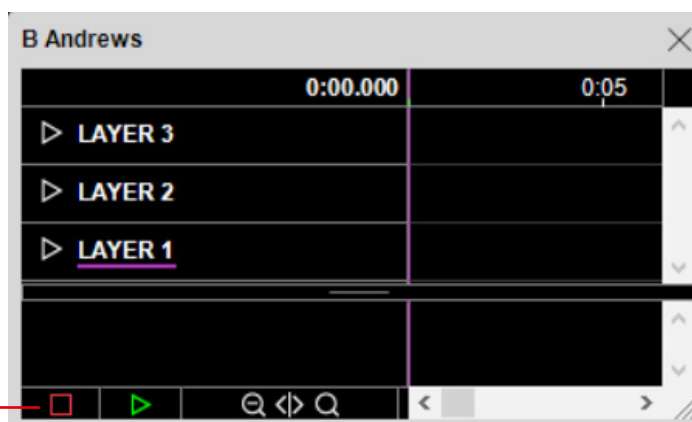 B Andrews
0:00.000 0:05
LAYER 3
LAYER 2
LAYER 1